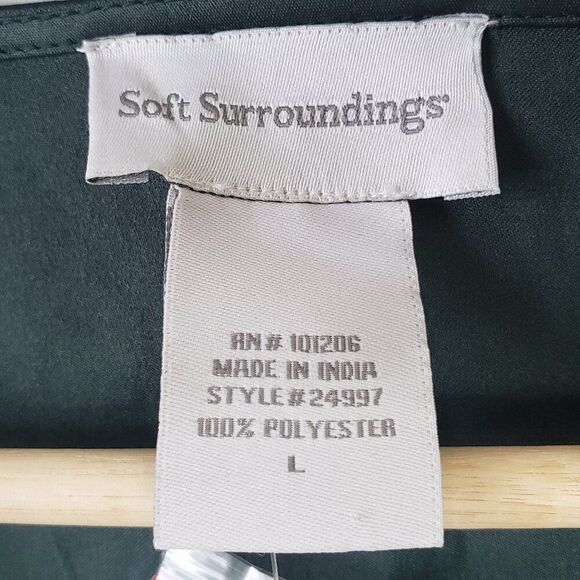 Soft Surroundings
RN# 101206
MADE IN INDIA
STYLE#24997
100% POLYESTER
L